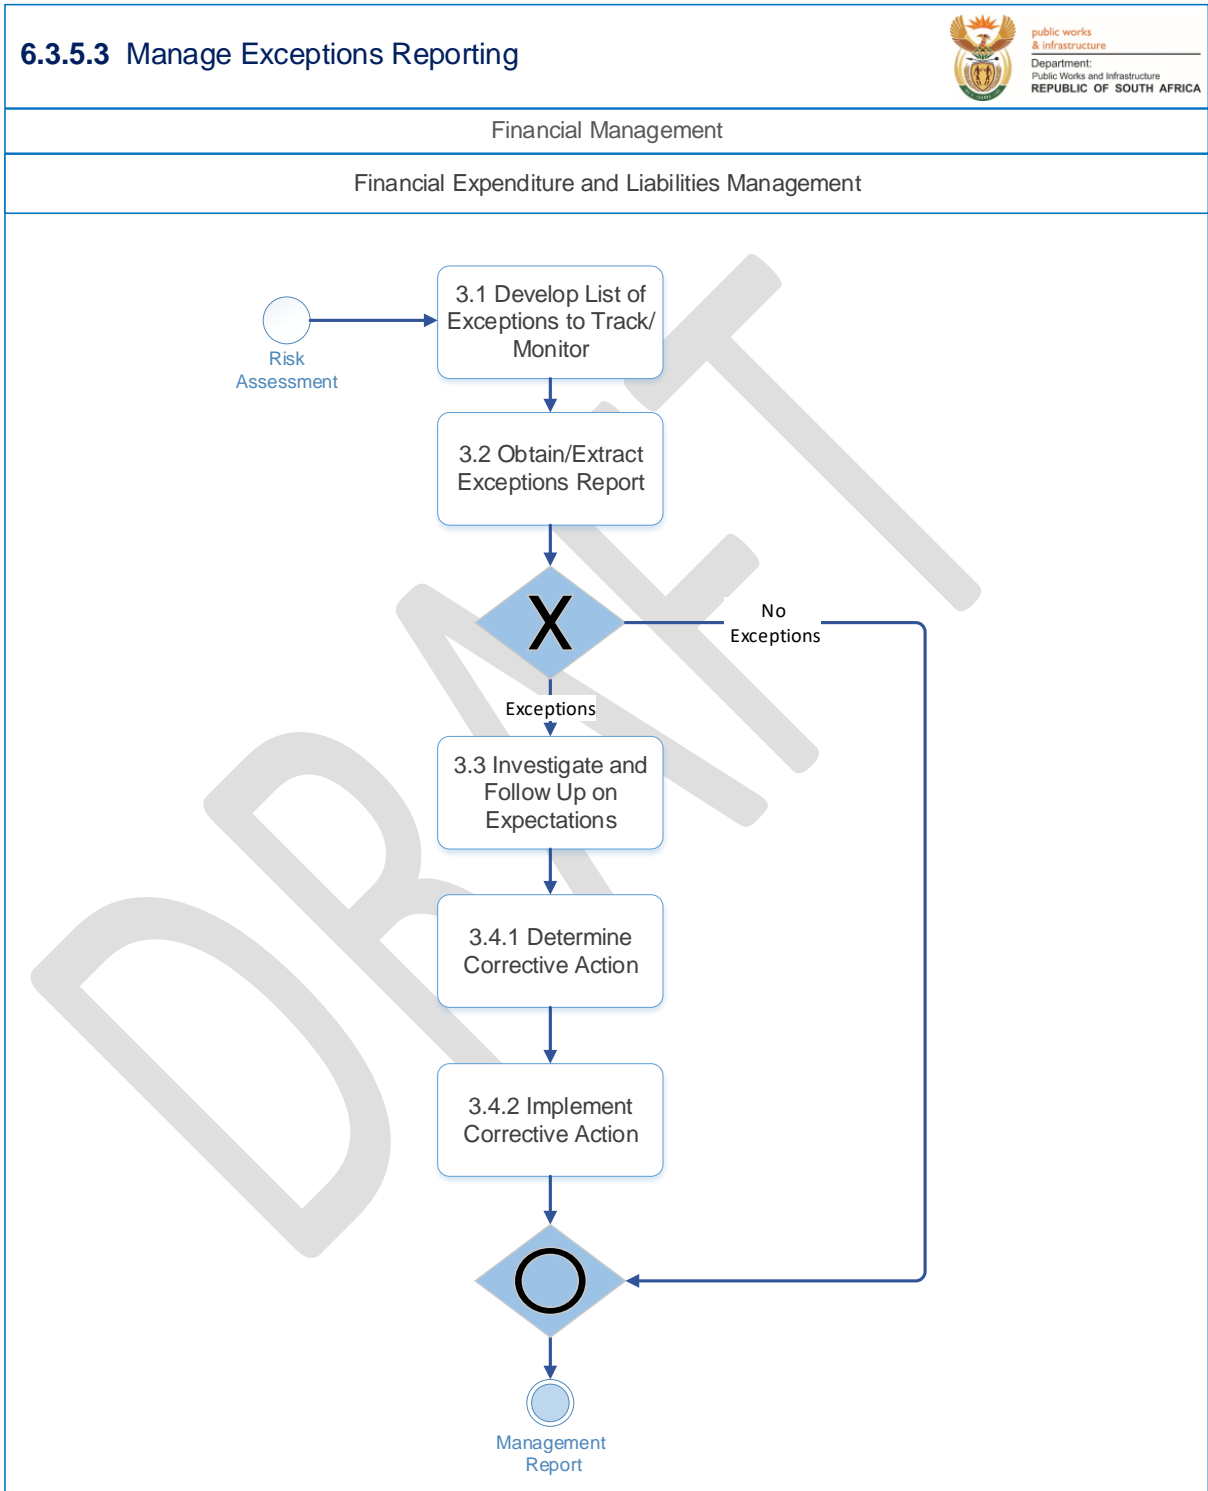 6.3.5.3 Manage Exceptions Reporting
public works
& infrastructure
Department:
Public Works and Infrastructure
REPUBLIC OF SOUTH AFRICA
Financial Management
Financial Expenditure and Liabilities Management
3.1 Develop List of
Exceptions to Track/
Monitor
Risk
Assessment
3.2 Obtain/Extract
Exceptions Report
X
No
Exceptions
Exceptions
3.3 Investigate and
Follow Up on
Expectations
3.4.1 Determine
Corrective Action
3.4.2 Implement
Corrective Action
Management
Report
DRAFT